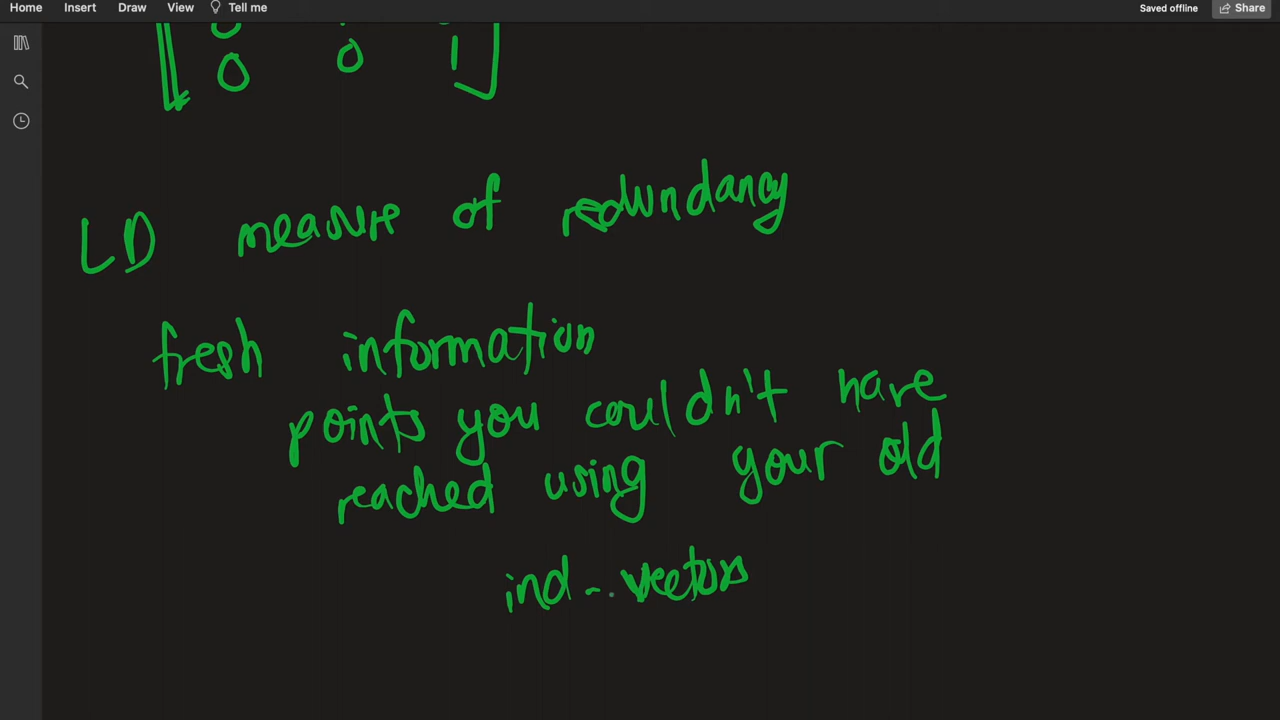 Home Insert Draw View Tell me Saved offline Share
0 0 1
LD measure of redundancy
fresh information
points you couldn't have
reached using your old
ind. vectors